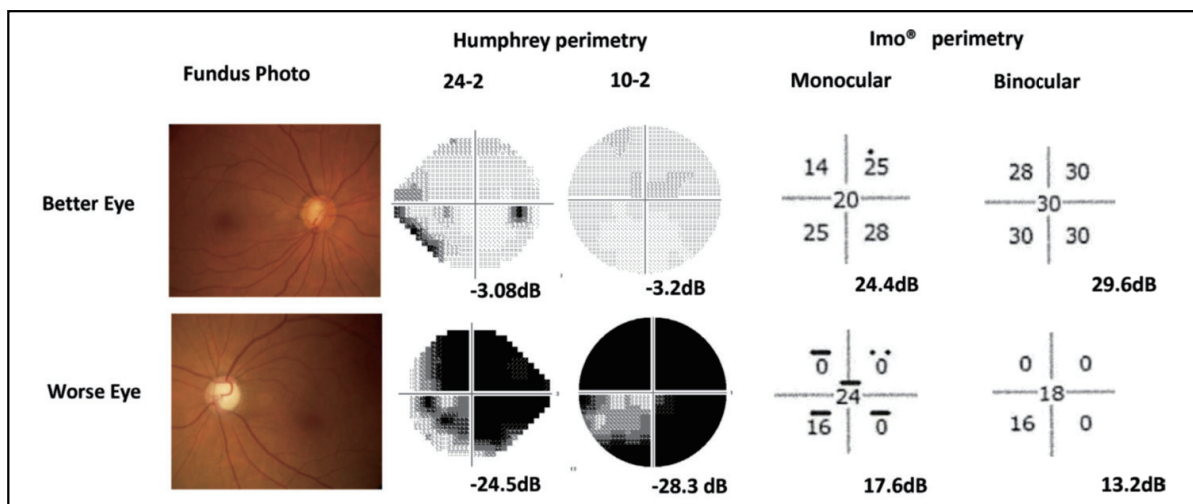 Humphrey perimetry Imo® perimetry
Fundus Photo 24-2 10-2 Monocular Binocular
Better Eye
14 25 28 30
20 30
25 28 30 30
-3.08dB -3.2dB 24.4dB 29.6dB
Worse Eye
0 0 0 0
24 18
16 0 16 0
-24.5dB -28.3 dB 17.6dB 13.2dB